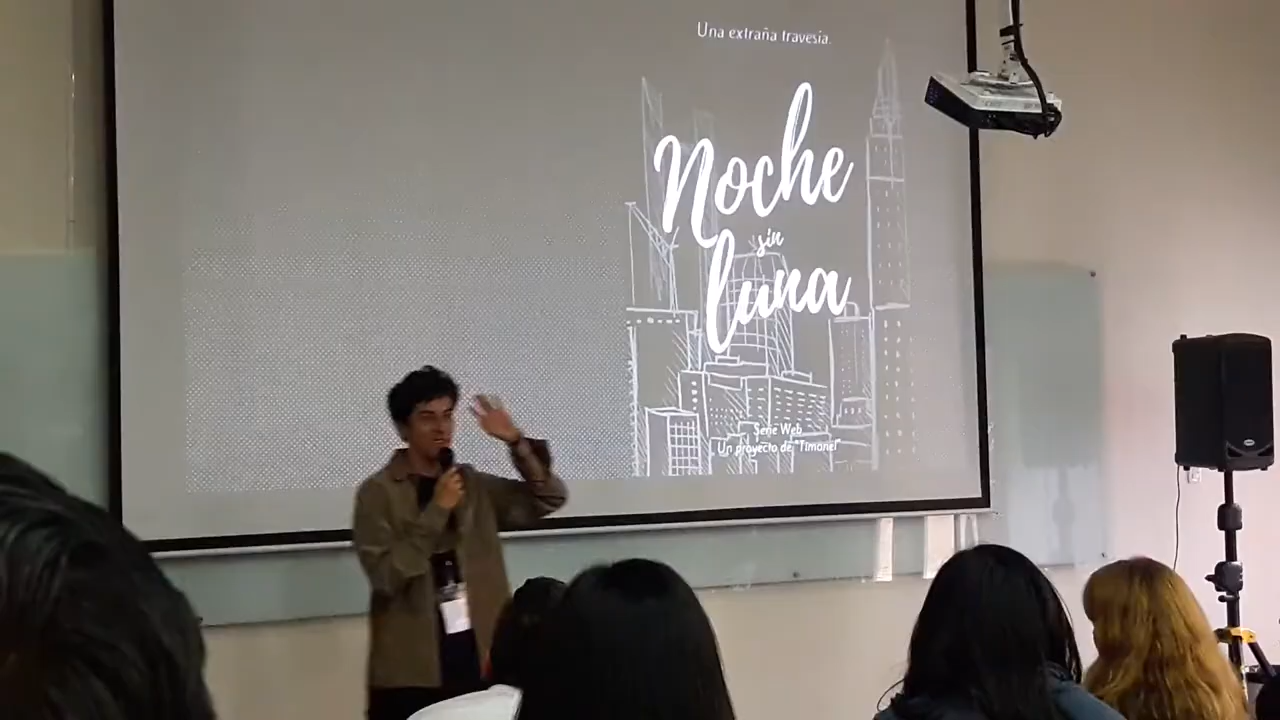 Una extraña travesía.
Noche
sin
luna
Serie Web
Un proyecto de "Timonel"